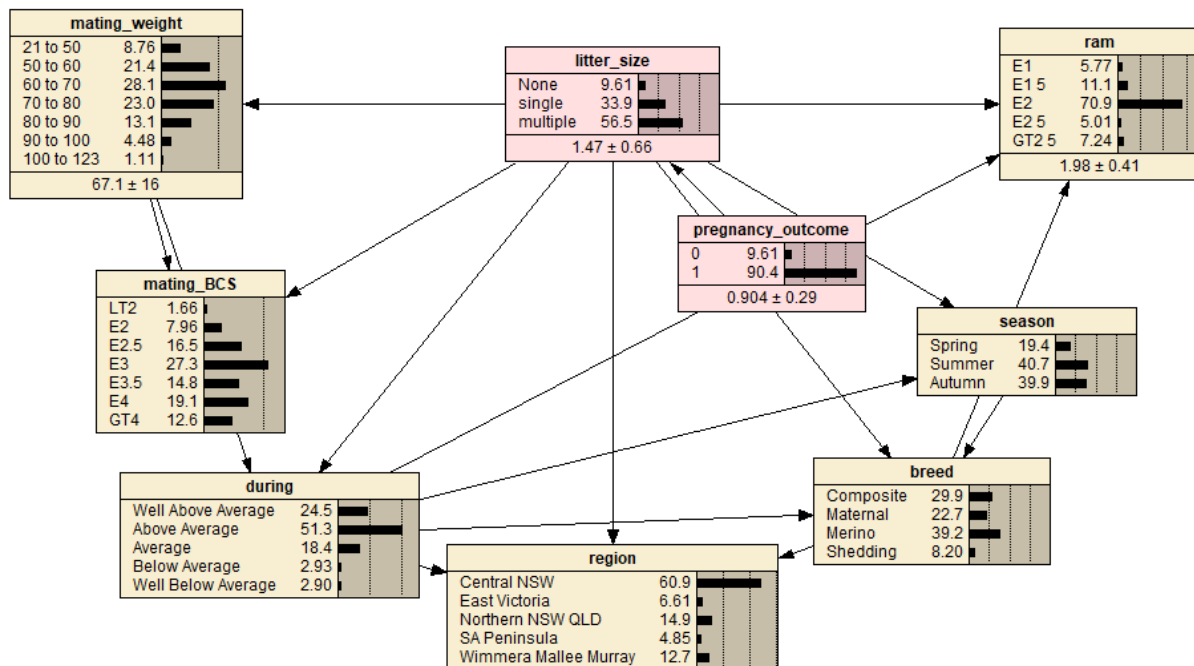 mating_weight
21 to 50 8.76
50 to 60 21.4
60 to 70 28.1
70 to 80 23.0
80 to 90 13.1
90 to 100 4.48
100 to 123 1.11
67.1 ± 16
litter_size
None 9.61
single 33.9
multiple 56.5
1.47 ± 0.66
ram
E1 5.77
E1 5 11.1
E2 70.9
E2 5 5.01
GT2 5 7.24
1.98 ± 0.41
pregnancy_outcome
0 9.61
1 90.4
0.904 ± 0.29
mating_BCS
LT2 1.66
E2 7.96
E2.5 16.5
E3 27.3
E3.5 14.8
E4 19.1
GT4 12.6
season
Spring 19.4
Summer 40.7
Autumn 39.9
during
Well Above Average 24.5
Above Average 51.3
Average 18.4
Below Average 2.93
Well Below Average 2.90
breed
Composite 29.9
Maternal 22.7
Merino 39.2
Shedding 8.20
region
Central NSW 60.9
East Victoria 6.61
Northern NSW QLD 14.9
SA Peninsula 4.85
Wimmera Mallee Murray 12.7